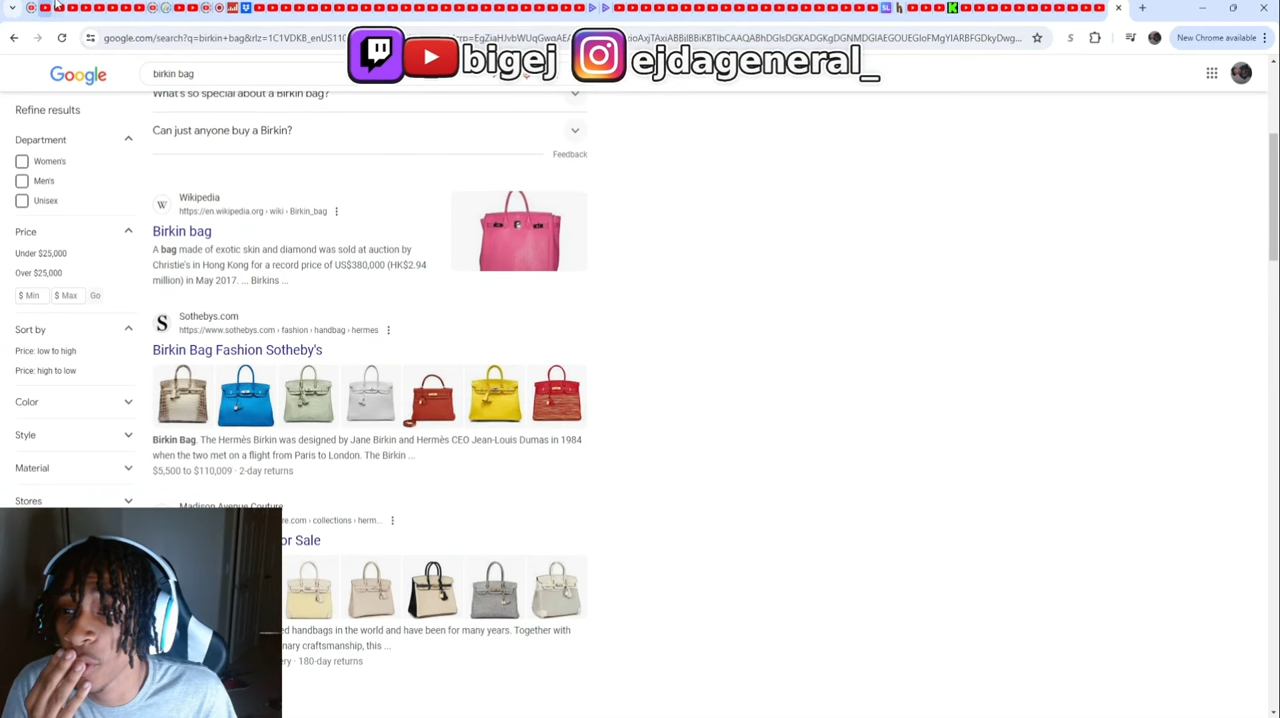 google.com/search?q=birkin+bag&rlz=1C1VDKB_enUS11
New Chrome available
bigej
ejdageneral_
Google
birkin bag
Refine results
Department
Women's
Men's
Unisex
Price
Under $25,000
Over $25,000
$ Min
$ Max
Go
Sort by
Price: low to high
Price: high to low
Color
Style
Material
Stores
What's so special about a Birkin bag?
Can just anyone buy a Birkin?
Feedback
W
Wikipedia
https://en.wikipedia.org › wiki › Birkin_bag
Birkin bag
A bag made of exotic skin and diamond was sold at auction by
Christie's in Hong Kong for a record price of US$380,000 (HK$2.94
million) in May 2017. ... Birkins ...
S
Sothebys.com
https://www.sothebys.com › fashion › handbag › hermes
Birkin Bag Fashion Sotheby's
Birkin Bag. The Hermès Birkin was designed by Jane Birkin and Hermès CEO Jean-Louis Dumas in 1984
when the two met on a flight from Paris to London. The Birkin ...
$5,500 to $110,009 · 2-day returns
Madison Avenue Couture
re.com › collections › herm...
or Sale
ed handbags in the world and have been for many years. Together with
nary craftsmanship, this ...
ery · 180-day returns